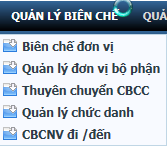 QUẢN LÝ BIÊN CHẾ QUẢ
Biên chế đơn vị
Quản lý đơn vị bộ phận
Thuyên chuyển CBCC
Quản lý chức danh
CBCNV đi /đến